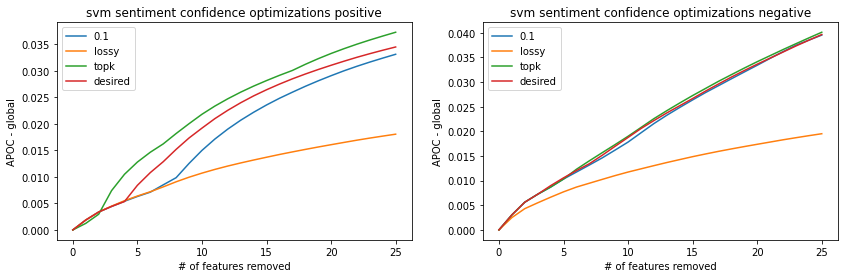 svm sentiment confidence optimizations positive
APOC - global
0.035
0.030
0.025
0.020
0.015
0.010
0.005
0.000
0.1
lossy
topk
desired
0 5 10 15 20 25
# of features removed
svm sentiment confidence optimizations negative
APOC - global
0.040
0.035
0.030
0.025
0.020
0.015
0.010
0.005
0.000
0.1
lossy
topk
desired
0 5 10 15 20 25
# of features removed